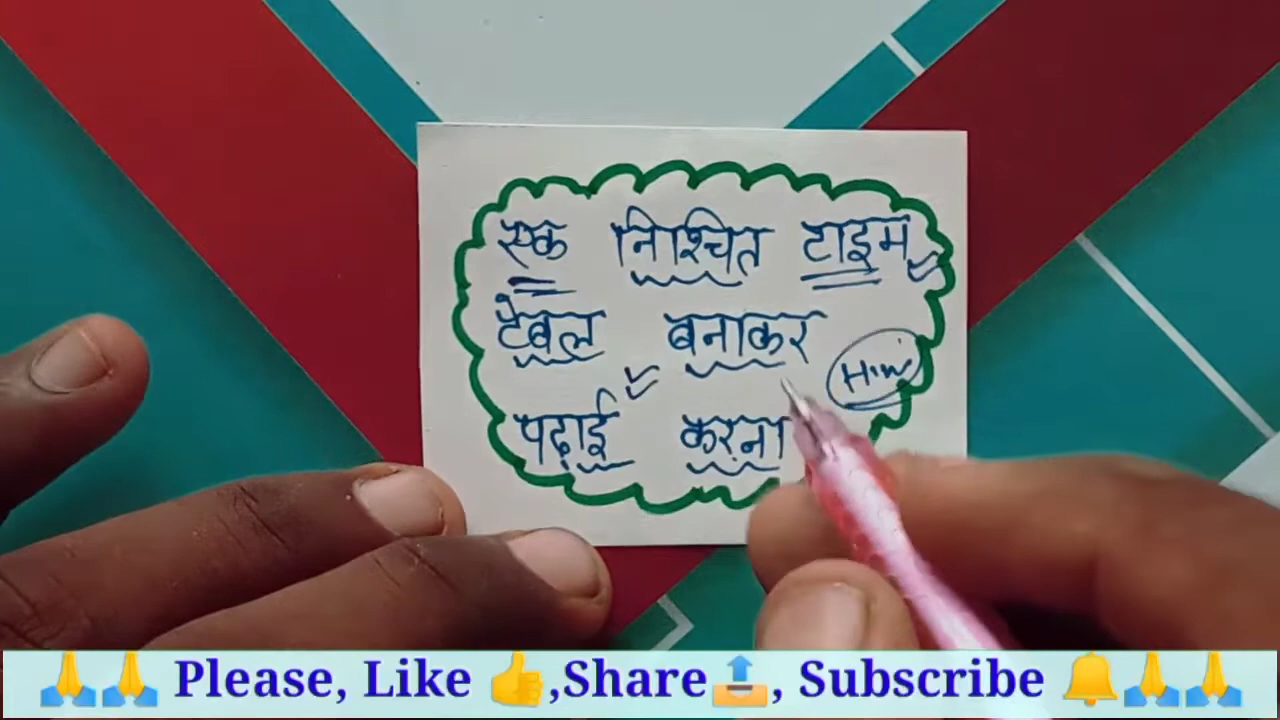 एक निश्चित टाइम
टेबल बनाकर
पढ़ाई करना
Please, Like 👍,Share📤, Subscribe 🔔🙏🙏